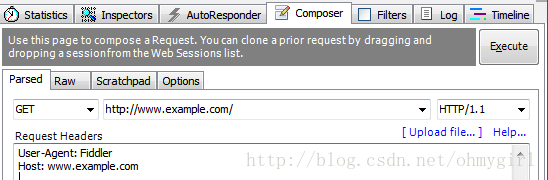 Statistics Inspectors AutoResponder Composer Filters Log Timeline
Use this page to compose a Request. You can clone a prior request by dragging and
dropping a session from the Web Sessions list.
Execute
Parsed Raw Scratchpad Options
GET http://www.example.com/ HTTP/1.1
Request Headers [ Upload file... ] Help...
User-Agent: Fiddler
Host: www.example.com
http://blog.csdn.net/ohmygirl